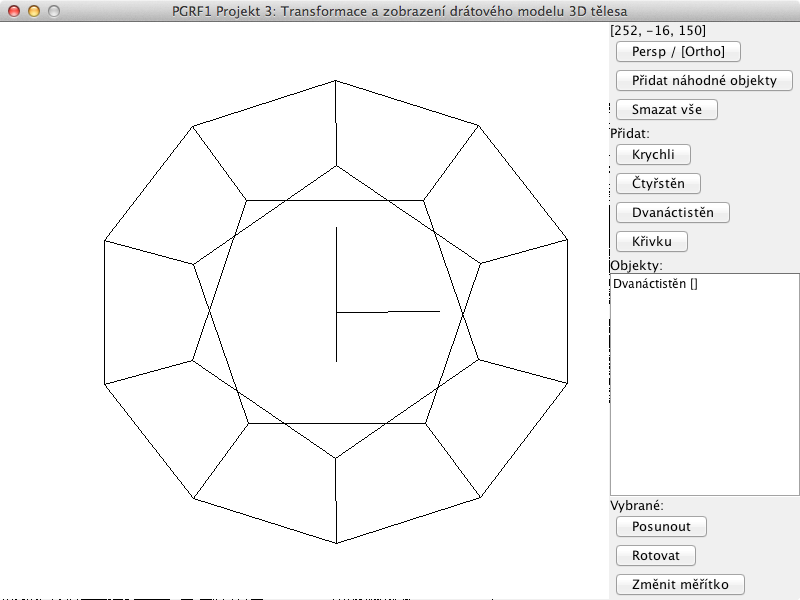 PGRF1 Projekt 3: Transformace a zobrazení drátového modelu 3D tělesa
[252, -16, 150]
Persp / [Ortho]
Přidat náhodné objekty
Smazat vše
Přidat:
Krychli
Čtyřstěn
Dvanáctistěn
Křivku
Objekty:
Dvanáctistěn []
Vybrané:
Posunout
Rotovat
Změnit měřítko